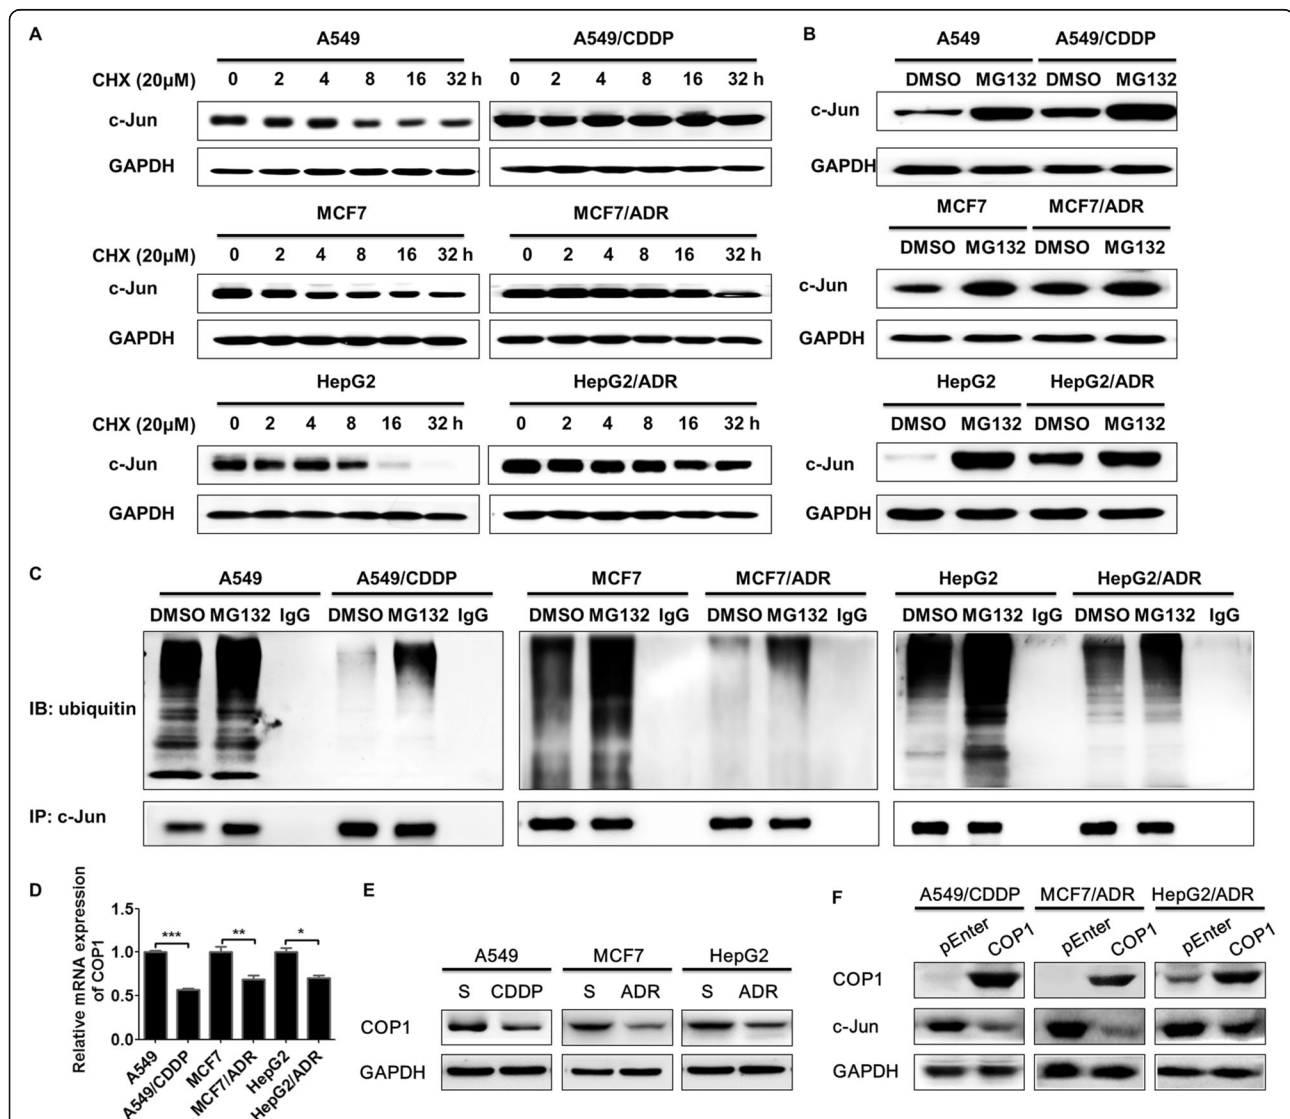 A
A549 A549/CDDP
CHX (20μM) 0 2 4 8 16 32 h 0 2 4 8 16 32 h
c-Jun
GAPDH
MCF7 MCF7/ADR
CHX (20μM) 0 2 4 8 16 32 h 0 2 4 8 16 32 h
c-Jun
GAPDH
HepG2 HepG2/ADR
CHX (20μM) 0 2 4 8 16 32 h 0 2 4 8 16 32 h
c-Jun
GAPDH
B
A549 A549/CDDP
DMSO MG132 DMSO MG132
c-Jun
GAPDH
MCF7 MCF7/ADR
DMSO MG132 DMSO MG132
c-Jun
GAPDH
HepG2 HepG2/ADR
DMSO MG132 DMSO MG132
c-Jun
GAPDH
C
A549 A549/CDDP MCF7 MCF7/ADR HepG2 HepG2/ADR
DMSO MG132 IgG DMSO MG132 IgG DMSO MG132 IgG DMSO MG132 IgG DMSO MG132 IgG DMSO MG132 IgG
IB: ubiquitin
IP: c-Jun
D
Relative mRNA expression
of COP1
1.5
1.0
0.5
0.0
*** ** *
A549
A549/CDDP
MCF7
MCF7/ADR
HepG2
HepG2/ADR
E
A549 MCF7 HepG2
S CDDP S ADR S ADR
COP1
GAPDH
F
A549/CDDP MCF7/ADR HepG2/ADR
pEnter COP1 pEnter COP1 pEnter COP1
COP1
c-Jun
GAPDH